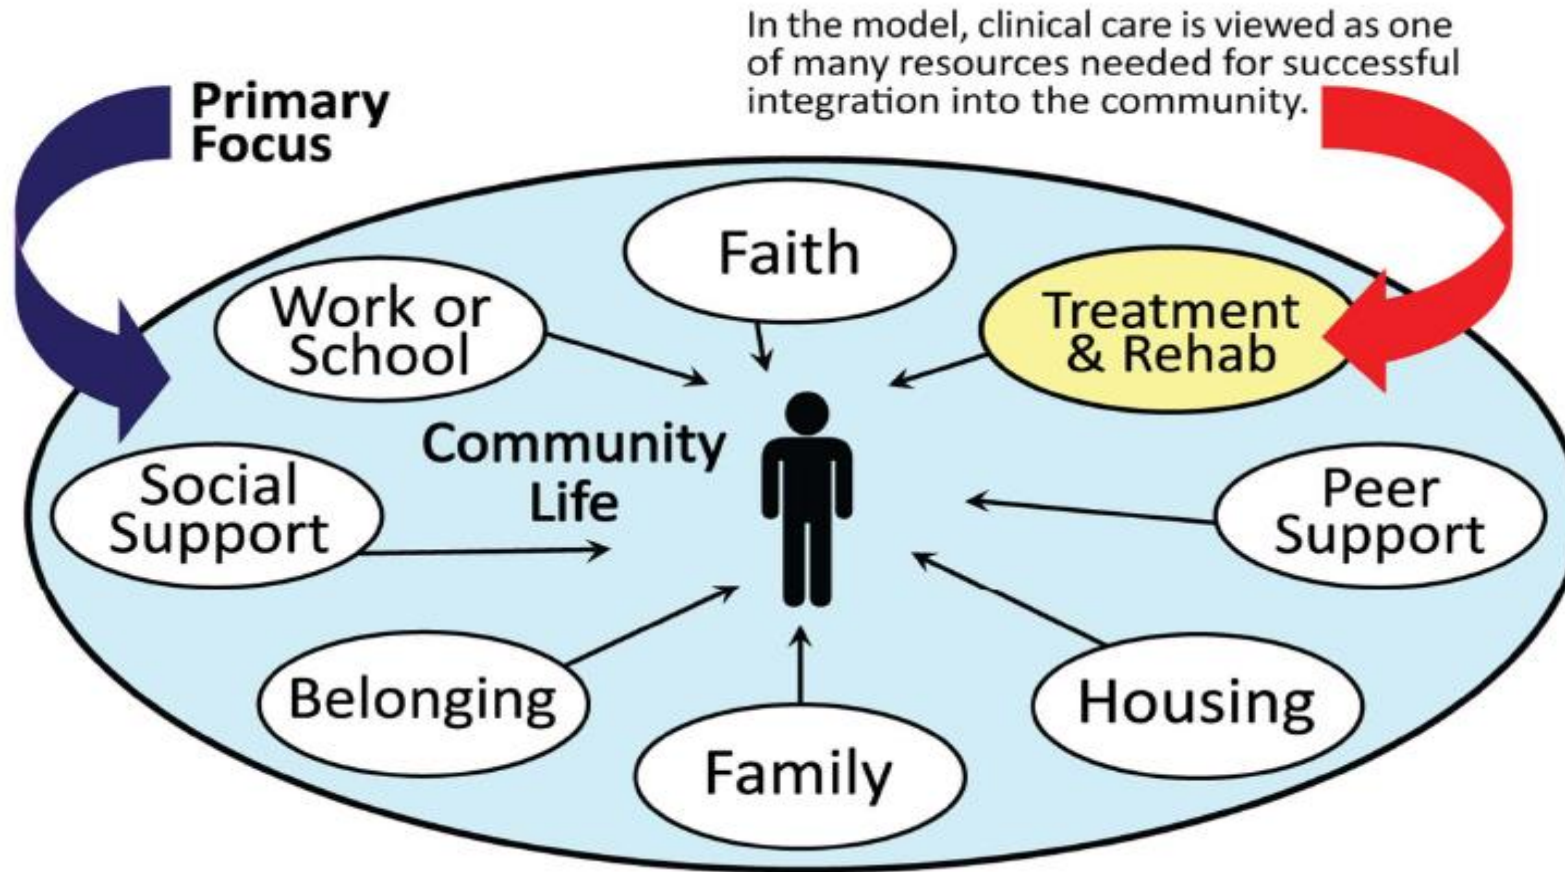 In the model, clinical care is viewed as one
of many resources needed for successful
integration into the community.
Primary
Focus
Faith
Work or
School
Treatment
& Rehab
Community
Life
Social
Support
Peer
Support
Belonging
Housing
Family